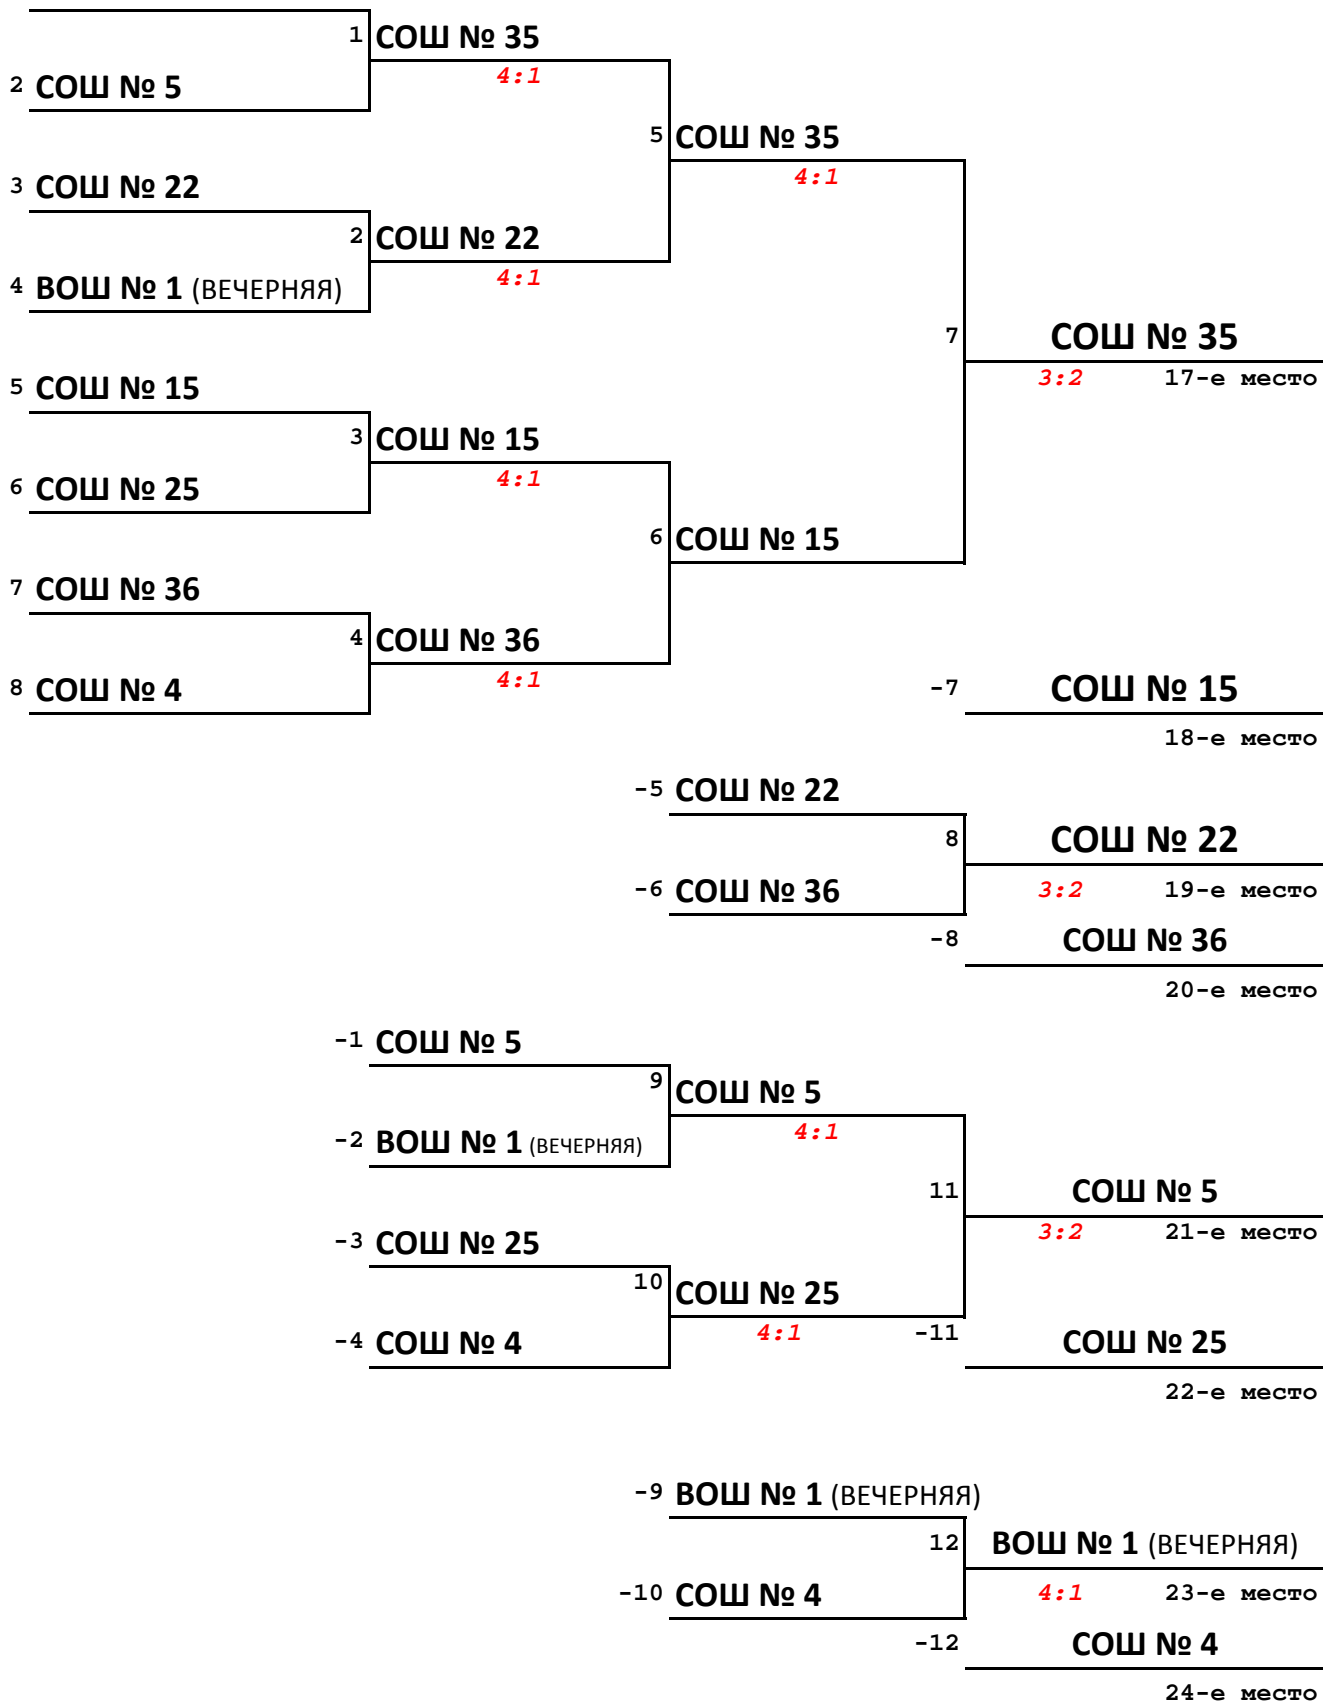 1 СОШ № 35
4:1
2 СОШ № 5
5 СОШ № 35
4:1
3 СОШ № 22
2 СОШ № 22
4:1
4 ВОШ № 1 (ВЕЧЕРНЯЯ)
7 СОШ № 35
3:2 17-е место
5 СОШ № 15
3 СОШ № 15
4:1
6 СОШ № 25
6 СОШ № 15
7 СОШ № 36
4 СОШ № 36
4:1
8 СОШ № 4
-7 СОШ № 15
18-е место
-5 СОШ № 22
8 СОШ № 22
3:2 19-е место
-6 СОШ № 36
-8 СОШ № 36
20-е место
-1 СОШ № 5
9 СОШ № 5
4:1
-2 ВОШ № 1 (ВЕЧЕРНЯЯ)
11 СОШ № 5
3:2 21-е место
-3 СОШ № 25
10 СОШ № 25
4:1
-4 СОШ № 4
-11 СОШ № 25
22-е место
-9 ВОШ № 1 (ВЕЧЕРНЯЯ)
12 ВОШ № 1 (ВЕЧЕРНЯЯ)
4:1 23-е место
-10 СОШ № 4
-12 СОШ № 4
24-е место